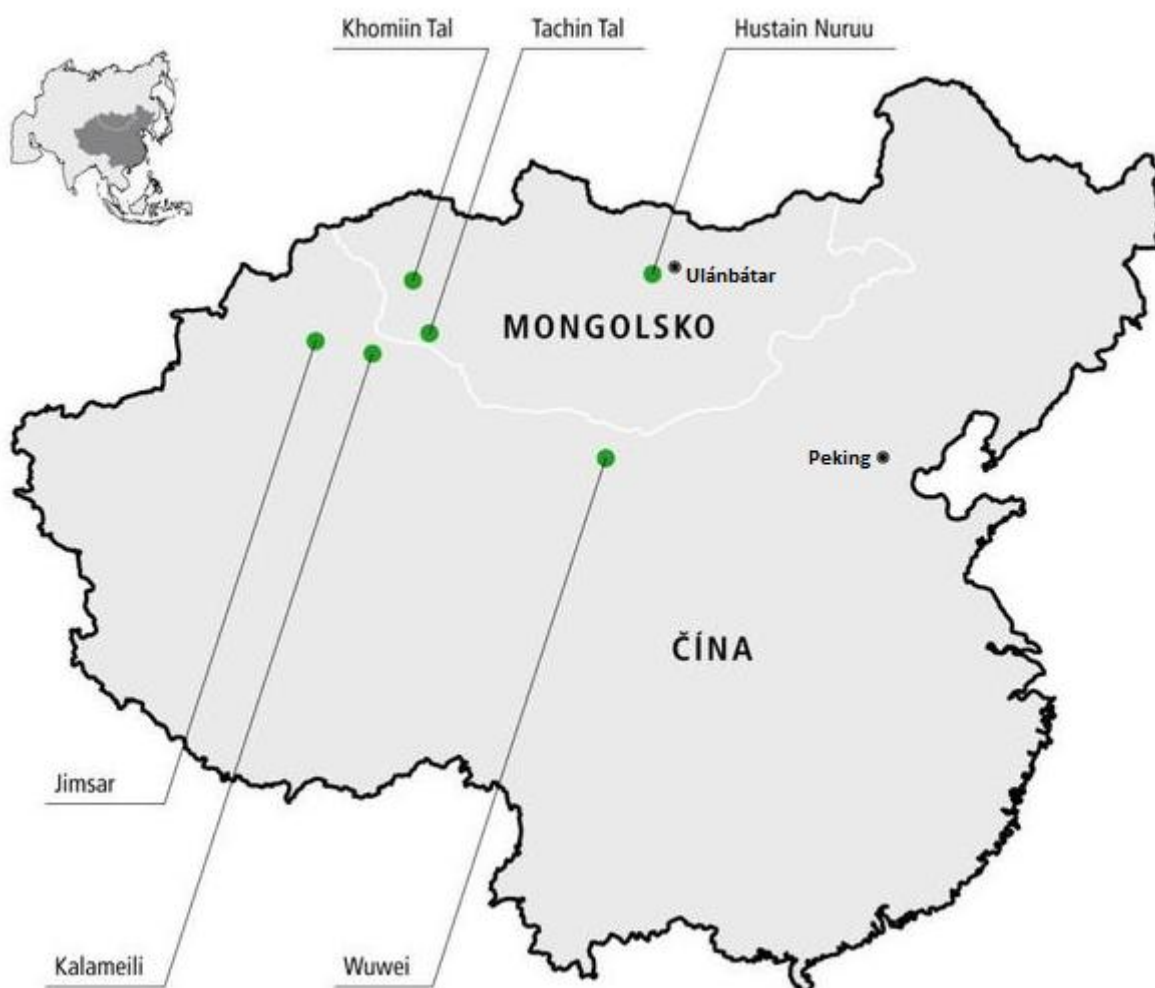 Khomiin Tal
Tachin Tal
Hustain Nuruu
Ulánbátar
MONGOLSKO
Peking
ČÍNA
Jimsar
Kalameili
Wuwei